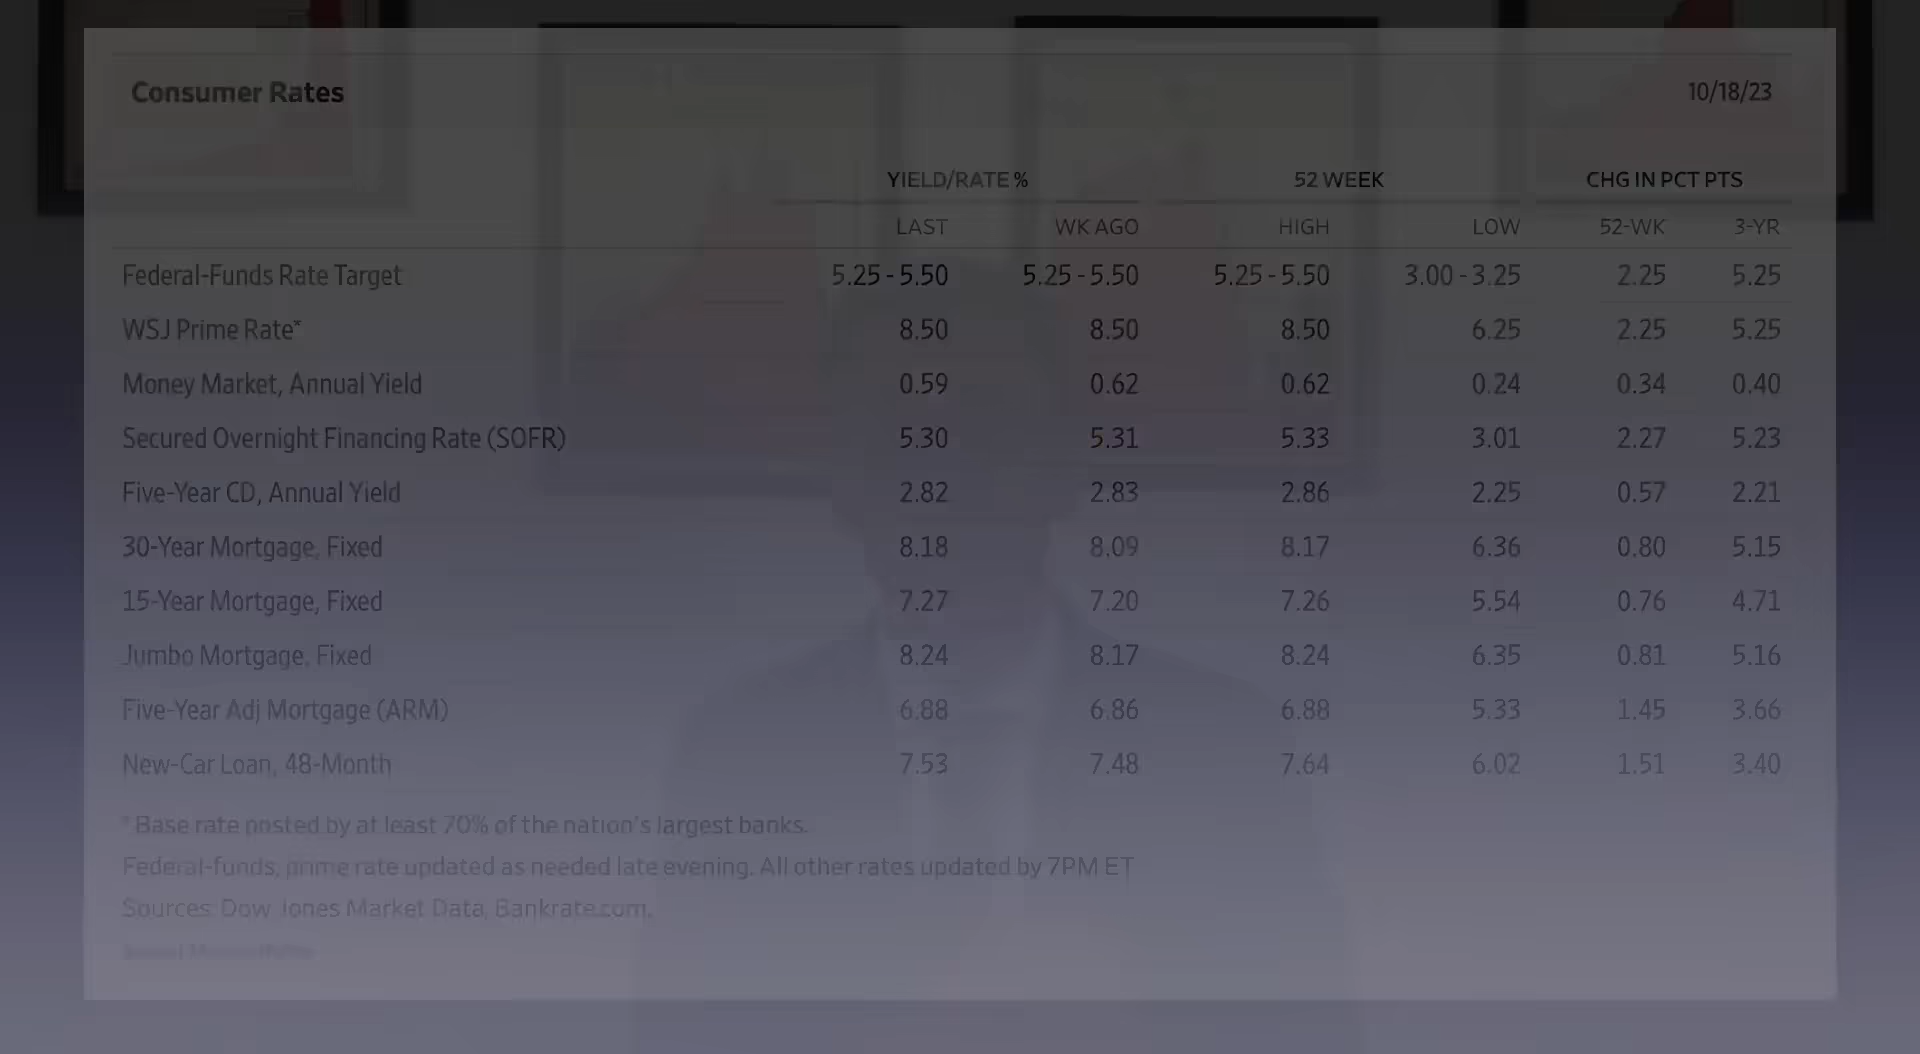 Consumer Rates 10/18/23
YIELD/RATE % 52 WEEK CHG IN PCT PTS
LAST WK AGO HIGH LOW 52-WK 3-YR
Federal-Funds Rate Target 5.25 - 5.50 5.25 - 5.50 5.25 - 5.50 3.00 - 3.25 2.25 5.25
WSJ Prime Rate* 8.50 8.50 8.50 6.25 2.25 5.25
Money Market, Annual Yield 0.59 0.62 0.62 0.24 0.34 0.40
Secured Overnight Financing Rate (SOFR) 5.30 5.31 5.33 3.01 2.27 5.23
Five-Year CD, Annual Yield 2.82 2.83 2.86 2.25 0.57 2.21
30-Year Mortgage, Fixed 8.18 8.09 8.17 6.36 0.80 5.15
15-Year Mortgage, Fixed 7.27 7.20 7.26 5.54 0.76 4.71
Jumbo Mortgage, Fixed 8.24 8.17 8.24 6.35 0.81 5.16
Five-Year Adj Mortgage (ARM) 6.88 6.86 6.88 5.33 1.45 3.66
New-Car Loan, 48-Month 7.53 7.48 7.64 6.02 1.51 3.40
* Base rate posted by at least 70% of the nation's largest banks.
Federal-funds, prime rate updated as needed late evening. All other rates updated by 7PM ET
Sources: Dow Jones Market Data, Bankrate.com.